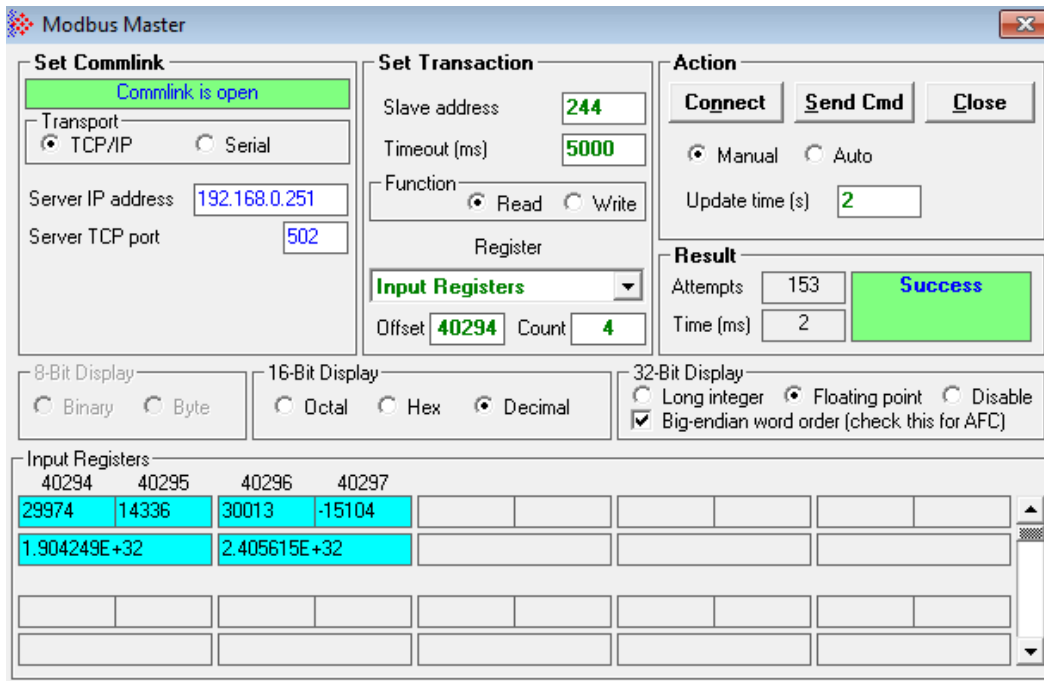 Modbus Master
Set Commlink
Commlink is open
Transport
TCP/IP Serial
Server IP address 192.168.0.251
Server TCP port 502
Set Transaction
Slave address 244
Timeout (ms) 5000
Function
Read Write
Register
Input Registers
Offset 40294 Count 4
Action
Connect Send Cmd Close
Manual Auto
Update time (s) 2
Result
Attempts 153 Success
Time (ms) 2
8-Bit Display
Binary Byte
16-Bit Display
Octal Hex Decimal
32-Bit Display
Long integer Floating point Disable
Big-endian word order (check this for AFC)
Input Registers
40294 40295 40296 40297
29974 14336 30013 -15104
1.904249E+32 2.405615E+32